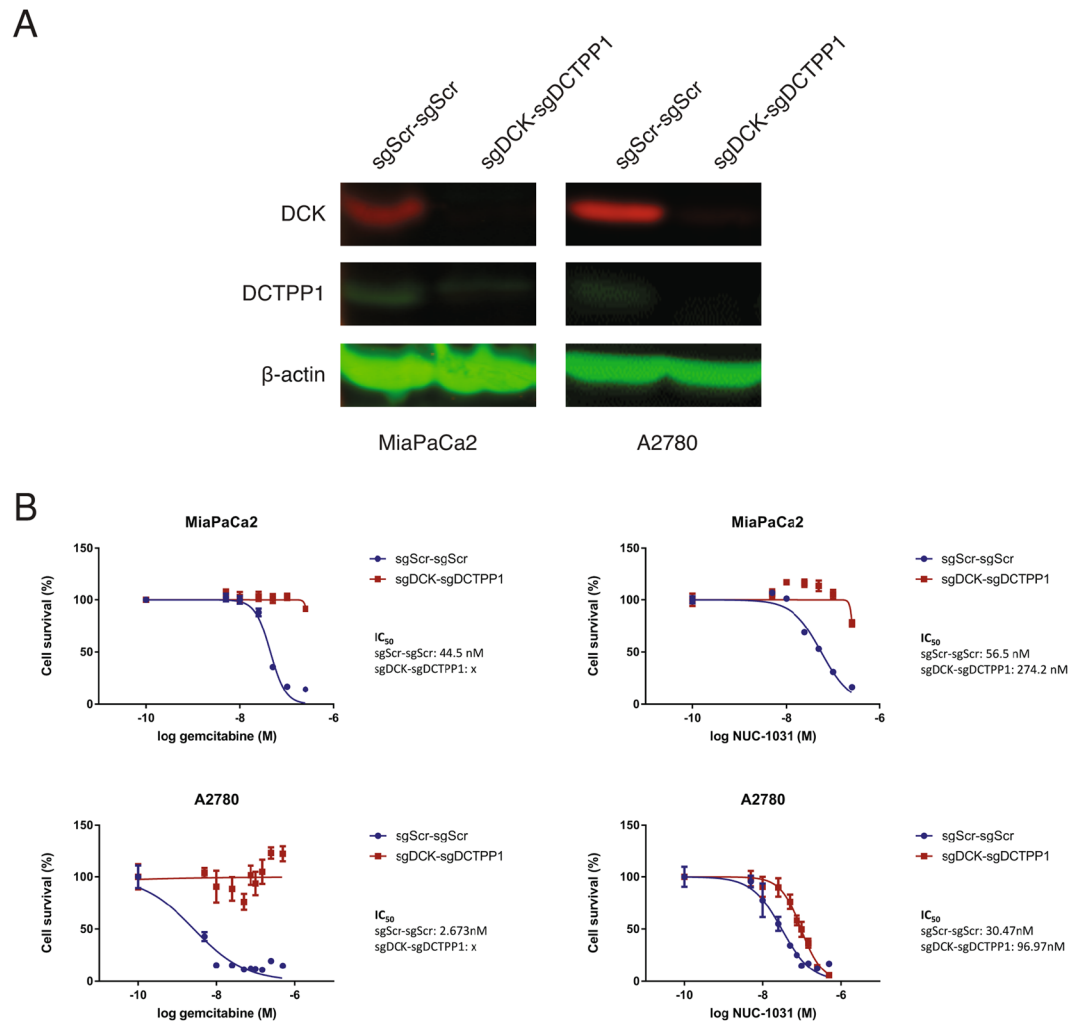 A
sgScr-sgScr
sgDCK-sgDCTPP1
sgScr-sgScr
sgDCK-sgDCTPP1
DCK
DCTPP1
β-actin
MiaPaCa2
A2780
B
MiaPaCa2
150
100
50
0
Cell survival (%)
-10
-8
-6
log gemcitabine (M)
sgScr-sgScr
sgDCK-sgDCTPP1
IC50
sgScr-sgScr: 44.5 nM
sgDCK-sgDCTPP1: x
MiaPaCa2
150
100
50
0
Cell survival (%)
-10
-8
-6
log NUC-1031 (M)
sgScr-sgScr
sgDCK-sgDCTPP1
IC50
sgScr-sgScr: 56.5 nM
sgDCK-sgDCTPP1: 274.2 nM
A2780
150
100
50
0
Cell survival (%)
-10
-8
-6
log gemcitabine (M)
sgScr-sgScr
sgDCK-sgDCTPP1
IC50
sgScr-sgScr: 2.673nM
sgDCK-sgDCTPP1: x
A2780
150
100
50
0
Cell survival (%)
-10
-8
-6
log NUC-1031 (M)
sgScr-sgScr
sgDCK-sgDCTPP1
IC50
sgScr-sgScr: 30.47nM
sgDCK-sgDCTPP1: 96.97nM